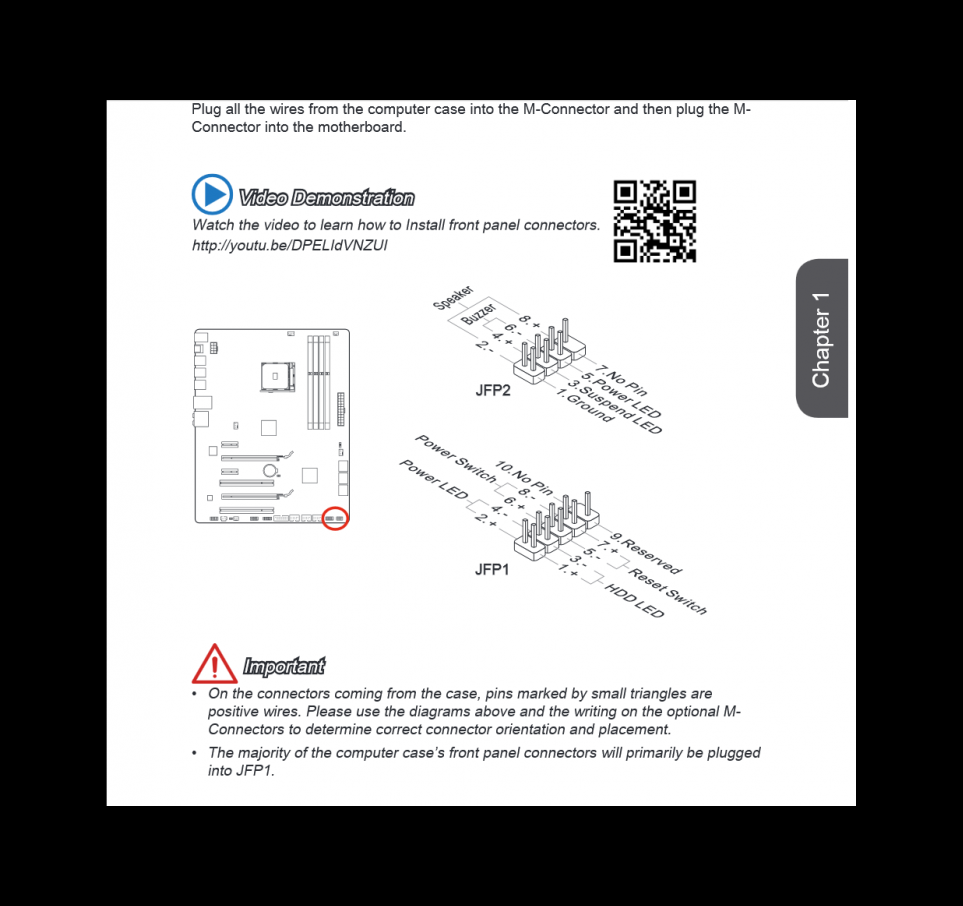 Plug all the wires from the computer case into the M-Connector and then plug the M-
Connector into the motherboard.
Video Demonstration
Watch the video to learn how to Install front panel connectors.
http://youtu.be/DPELIdVNZUI
Chapter 1
Speaker
Buzzer
8.+
6.-
4.+
2.-
7.No Pin
5.Power LED
3.Suspend LED
1.Ground
JFP2
Power Switch
Power LED
10.No Pin
8.-
6.+
4.-
2.+
9.Reserved
7.+
5.-
Reset Switch
3.-
1.+
HDD LED
JFP1
Important
• On the connectors coming from the case, pins marked by small triangles are
positive wires. Please use the diagrams above and the writing on the optional M-
Connectors to determine correct connector orientation and placement.
• The majority of the computer case's front panel connectors will primarily be plugged
into JFP1.